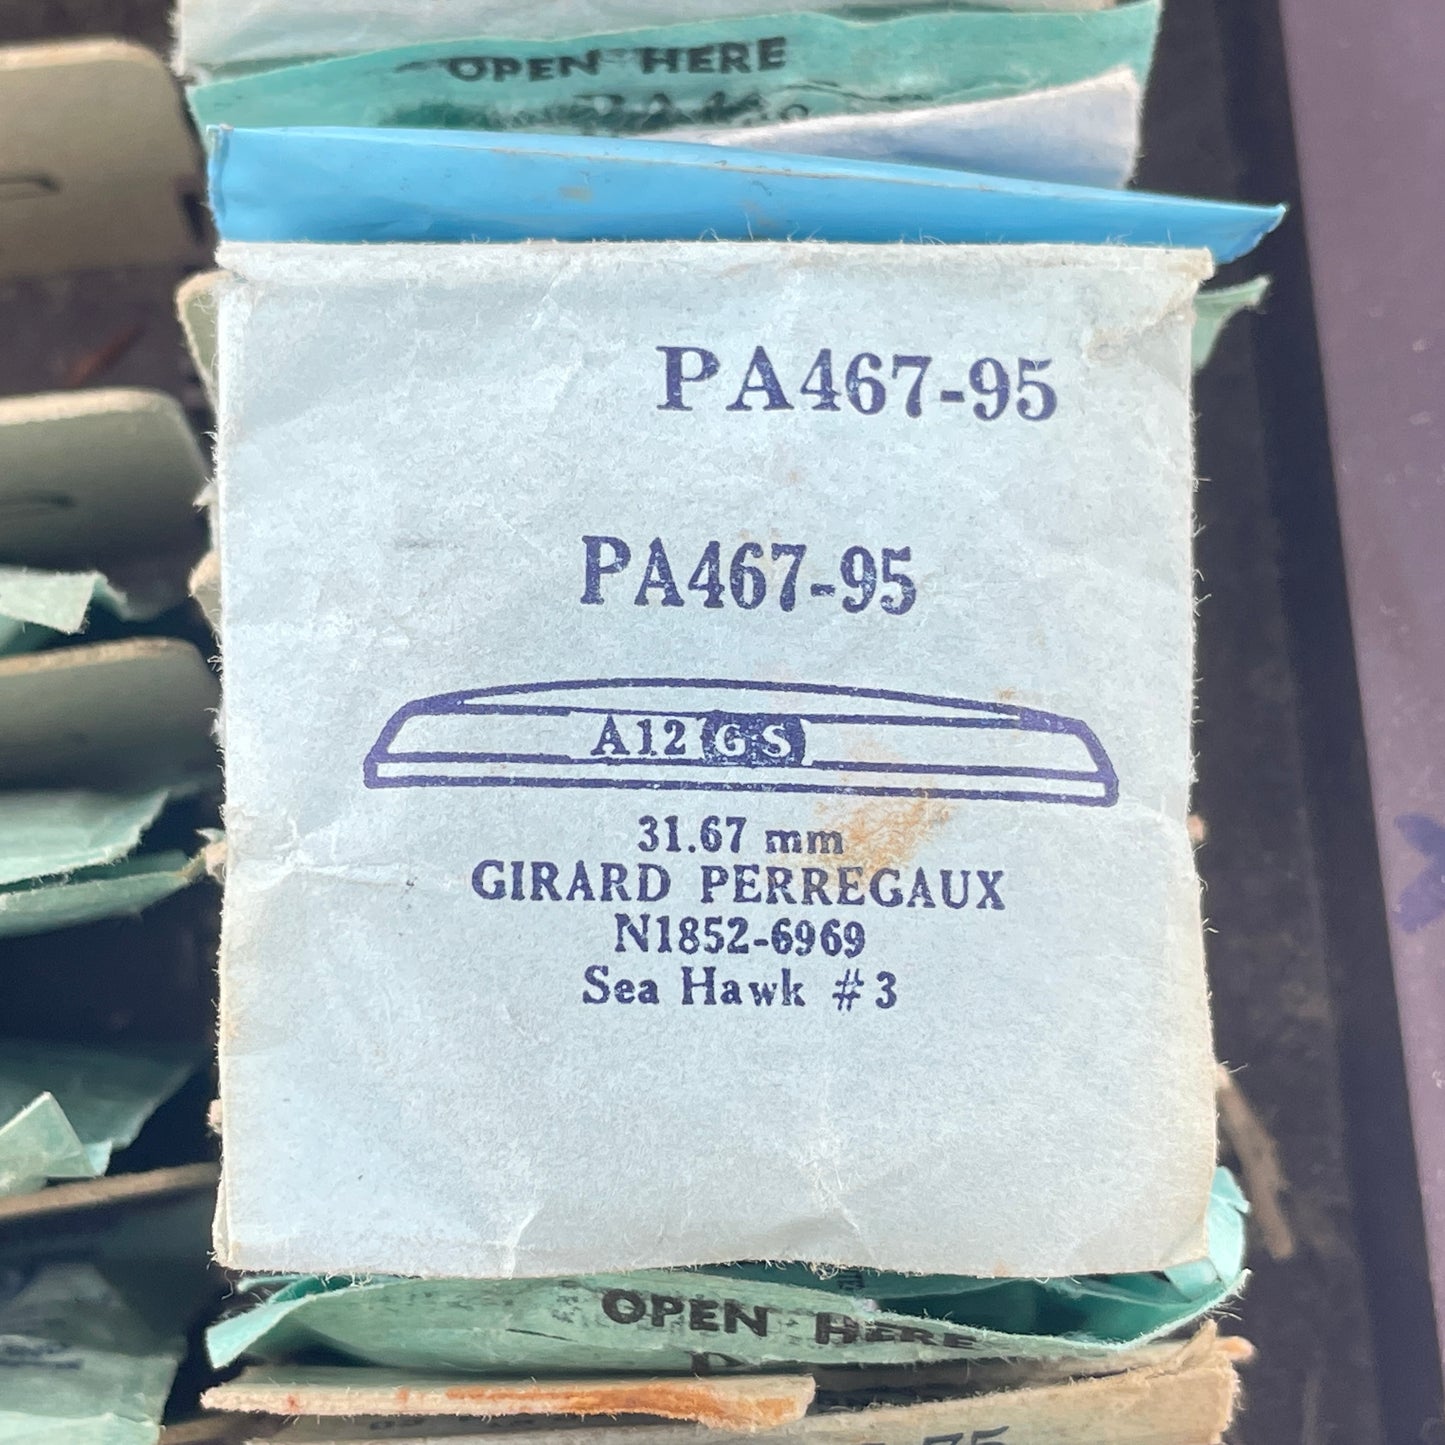 OPEN HERE
PA467-95
PA467-95
A12 GS
31.67 mm
GIRARD PERREGAUX
N1852-6969
Sea Hawk #3
OPEN HERE